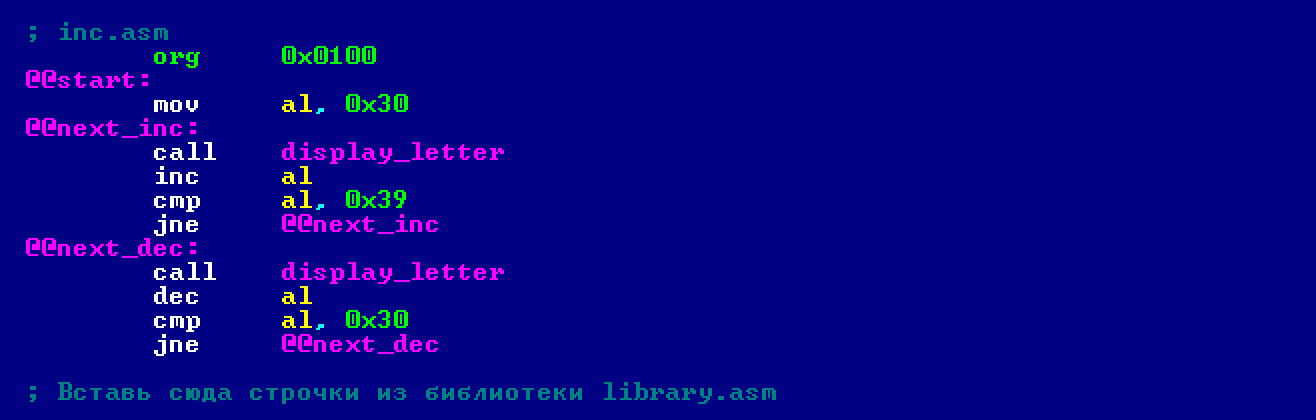 ; inc.asm
org 0x0100
@@start:
mov al, 0x30
@@next_inc:
call display_letter
inc al
cmp al, 0x39
jne @@next_inc
@@next_dec:
call display_letter
dec al
cmp al, 0x30
jne @@next_dec
; Вставь сюда строчки из библиотеки library.asm